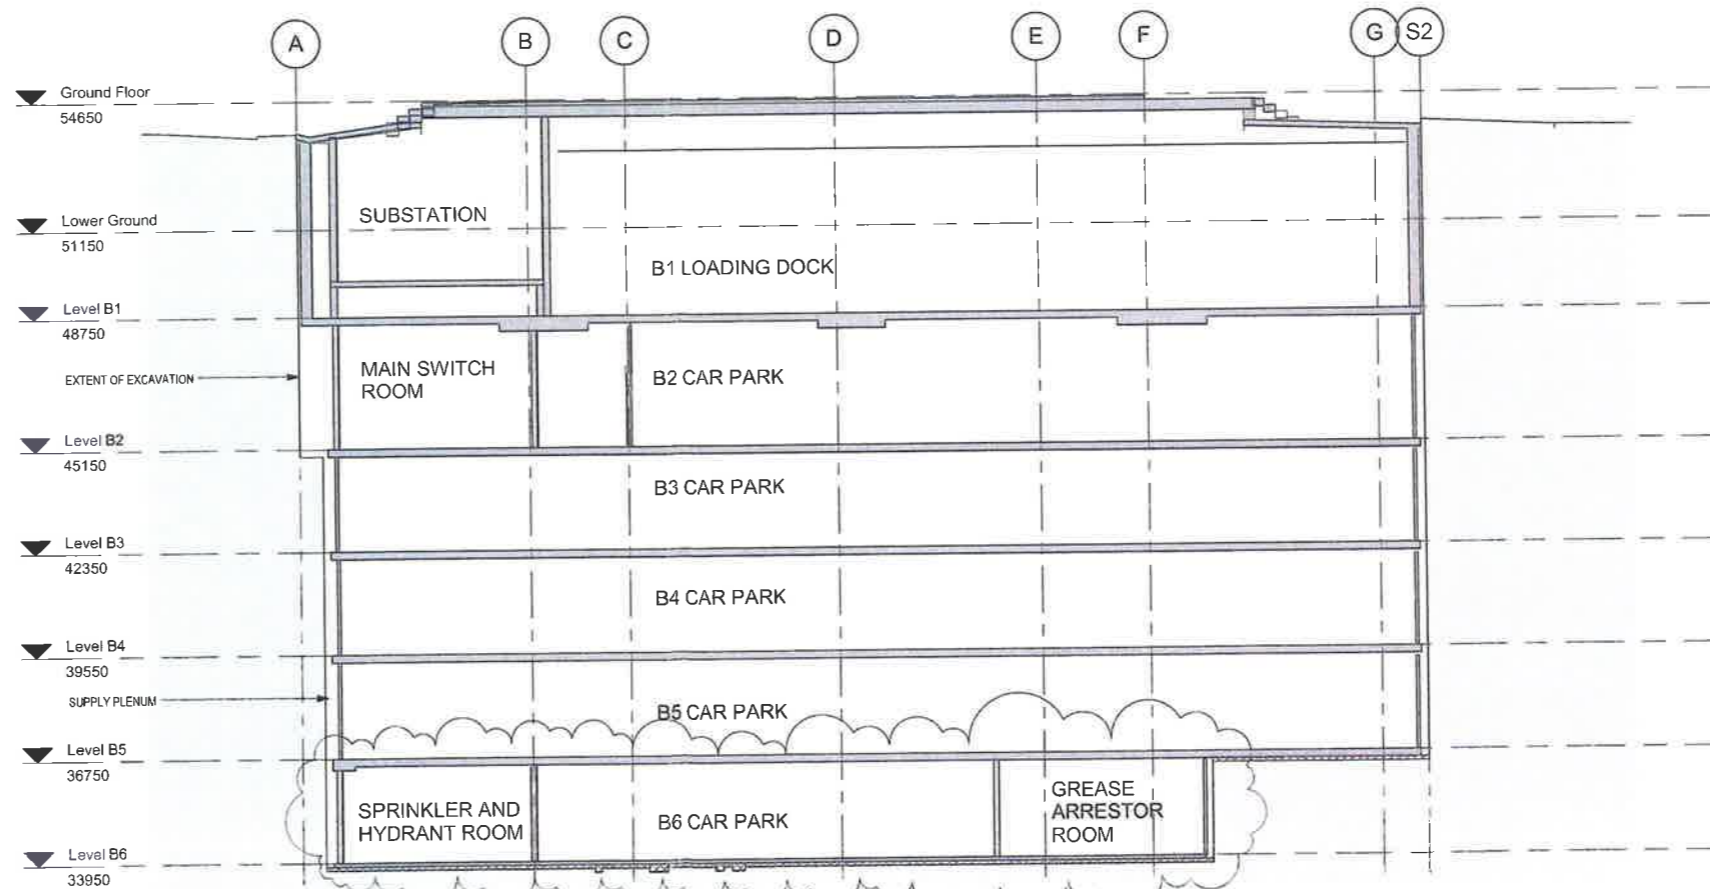 A
B
C
D
E
F
G
S2
Ground Floor
54650
SUBSTATION
Lower Ground
51150
B1 LOADING DOCK
Level B1
48750
MAIN SWITCH
ROOM
B2 CAR PARK
EXTENT OF EXCAVATION
Level B2
45150
B3 CAR PARK
Level B3
42350
B4 CAR PARK
Level B4
39550
SUPPLY PLENUM
B5 CAR PARK
Level B5
36750
SPRINKLER AND
HYDRANT ROOM
B6 CAR PARK
GREASE
ARRESTOR
ROOM
Level B6
33950